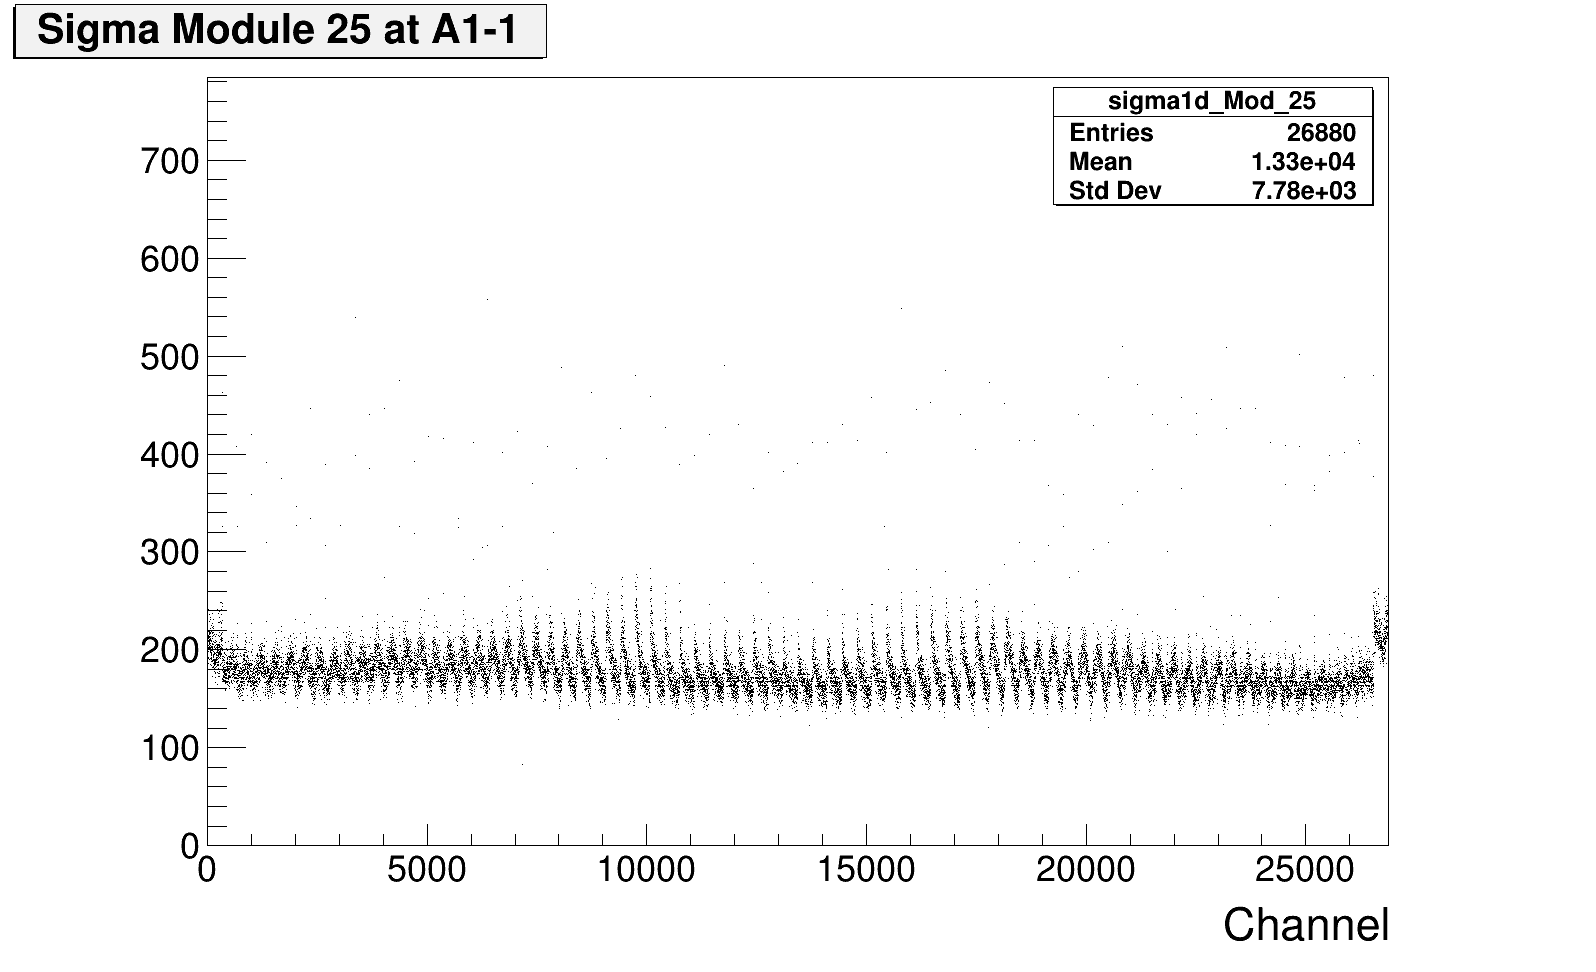 Sigma Module 25 at A1-1
sigma1d_Mod_25
Entries 26880
Mean 1.33e+04
Std Dev 7.78e+03
700
600
500
400
300
200
100
0
0 5000 10000 15000 20000 25000
Channel